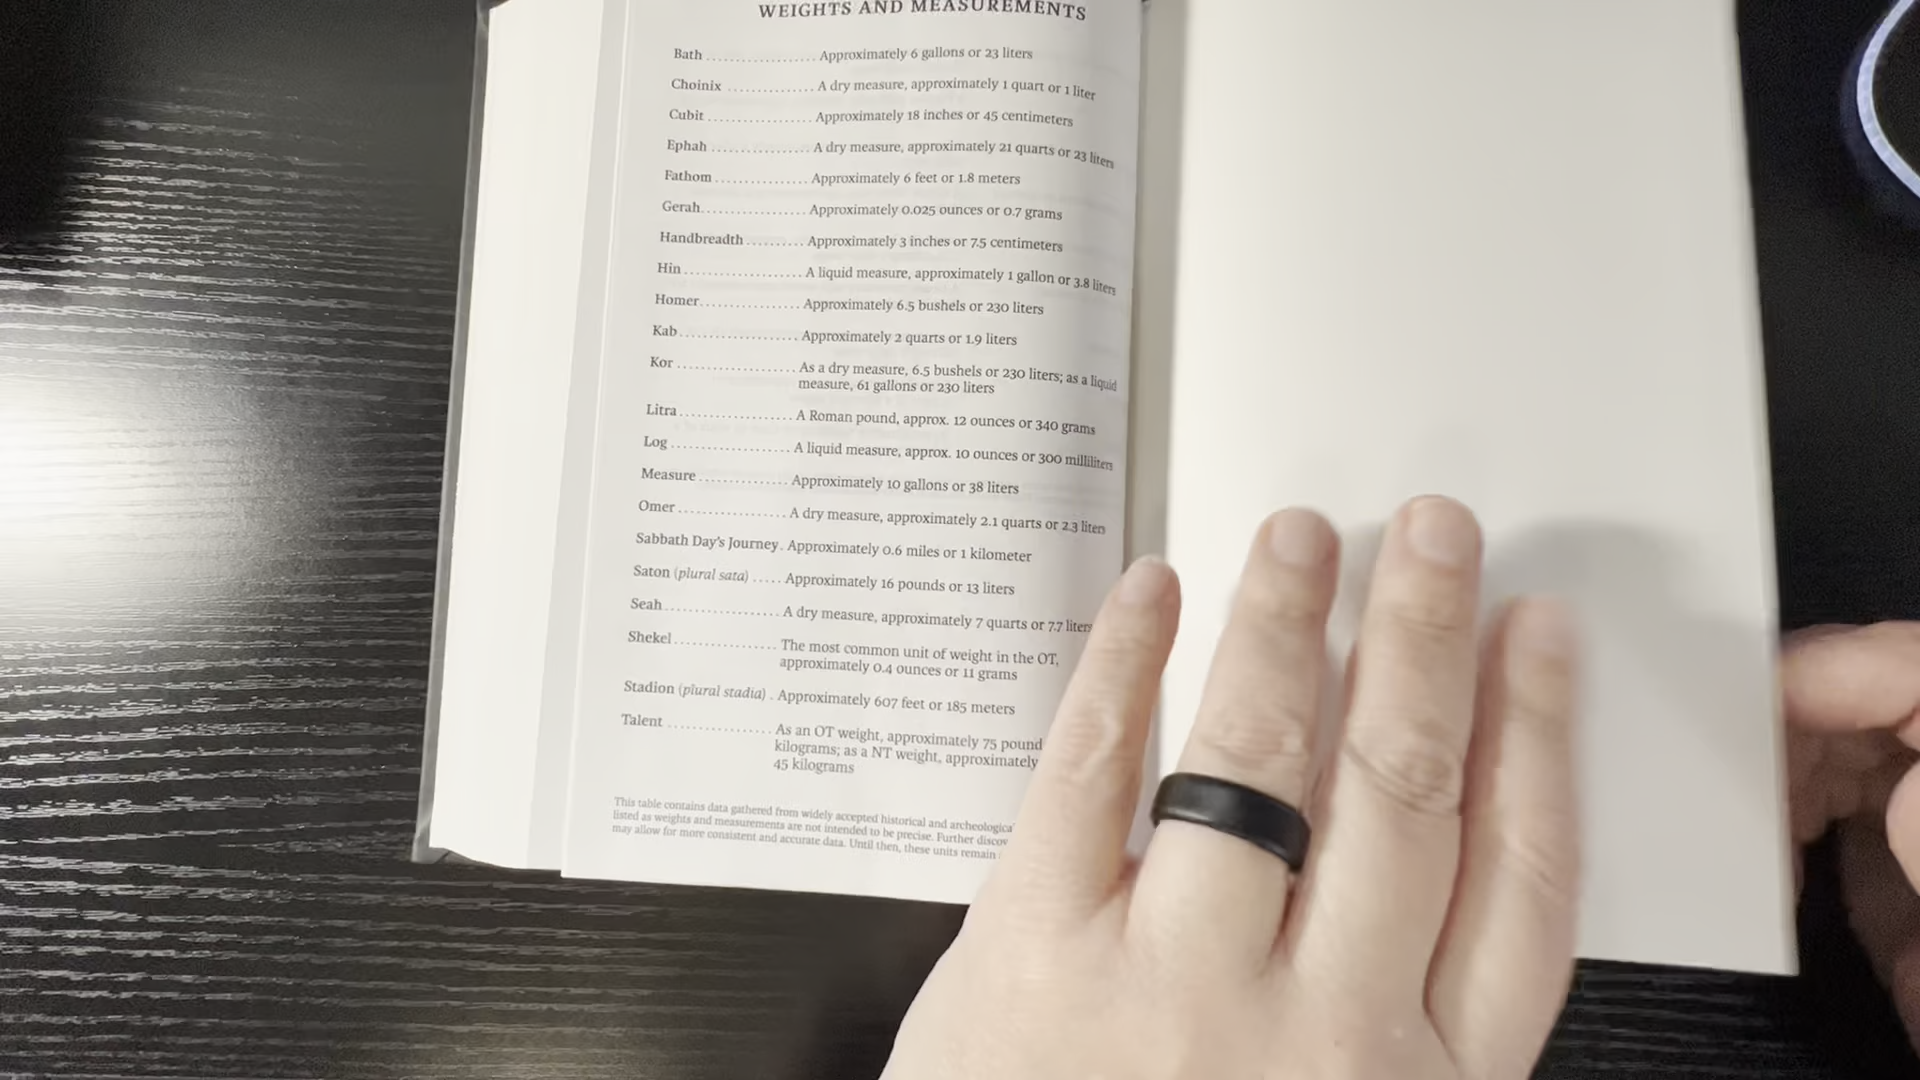 WEIGHTS AND MEASUREMENTS
Bath .................. Approximately 6 gallons or 23 liters
Choinix .............. A dry measure, approximately 1 quart or 1 liter
Cubit ................. Approximately 18 inches or 45 centimeters
Ephah ................ A dry measure, approximately 21 quarts or 23 liters
Fathom ............... Approximately 6 feet or 1.8 meters
Gerah................. Approximately 0.025 ounces or 0.7 grams
Handbreadth .......... Approximately 3 inches or 7.5 centimeters
Hin .................... A liquid measure, approximately 1 gallon or 3.8 liters
Homer................. Approximately 6.5 bushels or 230 liters
Kab .................... Approximately 2 quarts or 1.9 liters
Kor .................... As a dry measure, 6.5 bushels or 230 liters; as a liquid
measure, 61 gallons or 230 liters
Litra ................... A Roman pound, approx. 12 ounces or 340 grams
Log .................... A liquid measure, approx. 10 ounces or 300 milliliters
Measure .............. Approximately 10 gallons or 38 liters
Omer .................. A dry measure, approximately 2.1 quarts or 2.3 liters
Sabbath Day's Journey . Approximately 0.6 miles or 1 kilometer
Saton (plural sata) ..... Approximately 16 pounds or 13 liters
Seah .................... A dry measure, approximately 7 quarts or 7.7 liters
Shekel ................. The most common unit of weight in the OT,
approximately 0.4 ounces or 11 grams
Stadion (plural stadia) . Approximately 607 feet or 185 meters
Talent ................. As an OT weight, approximately 75 pound
kilograms; as a NT weight, approximately
45 kilograms
This table contains data gathered from widely accepted historical and
listed as weights and measurements are not intended to be precise. Further
may allow for more consistent and accurate data. Until then, these units remain